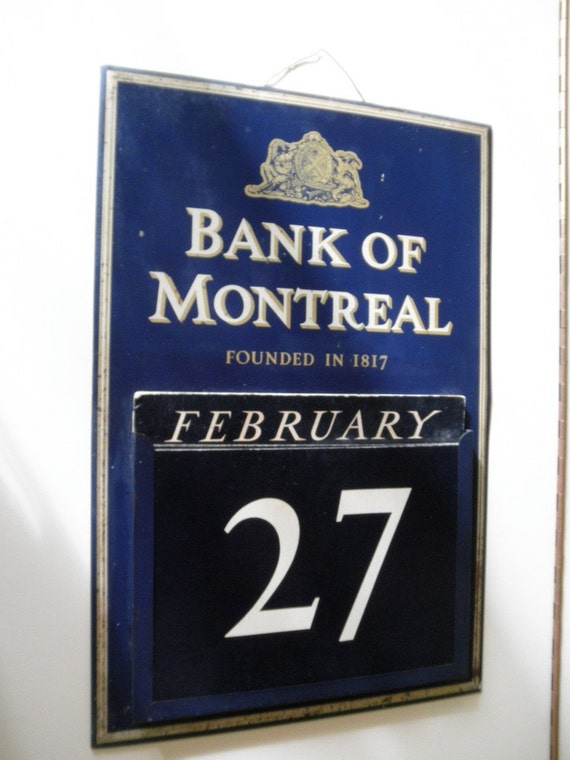 BANK OF
MONTREAL
FOUNDED IN 1817
FEBRUARY
27